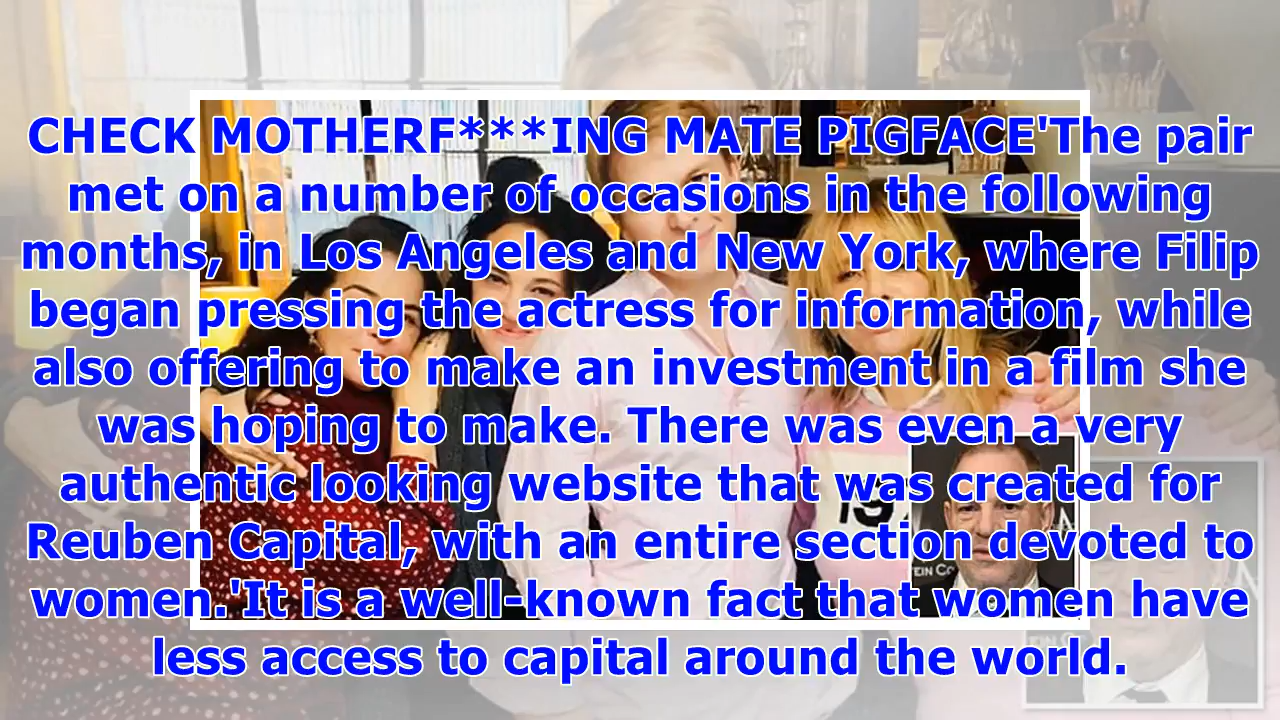 CHECK MOTHERF***ING MATE PIGFACE'The pair
met on a number of occasions in the following
months, in Los Angeles and New York, where Filip
began pressing the actress for information, while
also offering to make an investment in a film she
was hoping to make. There was even a very
authentic looking website that was created for
Reuben Capital, with an entire section devoted to
women.'It is a well-known fact that women have
less access to capital around the world.
EIN CO